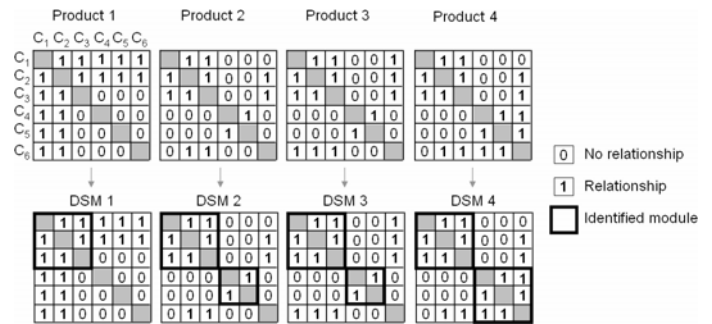 Product 1 Product 2 Product 3 Product 4
C1 C2 C3 C4 C5 C6
C1 1 1 1 1 1 1 1 0 0 0 1 1 0 0 1 1 1 0 0 0
C2 1 1 1 1 1 1 1 0 0 1 1 1 0 0 1 1 1 0 0 1
C3 1 1 0 0 0 1 1 0 0 1 1 1 0 0 1 1 1 0 0 1
C4 1 1 0 0 0 0 0 0 1 0 0 0 0 1 0 0 0 0 1 1
C5 1 1 0 0 0 0 0 0 1 0 0 0 0 1 0 0 0 0 1 1
C6 1 1 0 0 0 0 1 1 0 0 1 1 1 0 0 0 1 1 1 1
0 No relationship
1 Relationship
Identified module
DSM 1 DSM 2 DSM 3 DSM 4
1 1 1 1 1 1 1 0 0 0 1 1 0 0 1 1 1 0 0 0
1 1 1 1 1 1 1 0 0 1 1 1 0 0 1 1 1 0 0 1
1 1 0 0 0 1 1 0 0 1 1 1 0 0 1 1 1 0 0 1
1 1 0 0 0 0 0 0 1 0 0 0 0 1 0 0 0 0 1 1
1 1 0 0 0 0 0 0 1 0 0 0 0 1 0 0 0 0 1 1
1 1 0 0 0 0 1 1 0 0 1 1 1 0 0 0 1 1 1 1